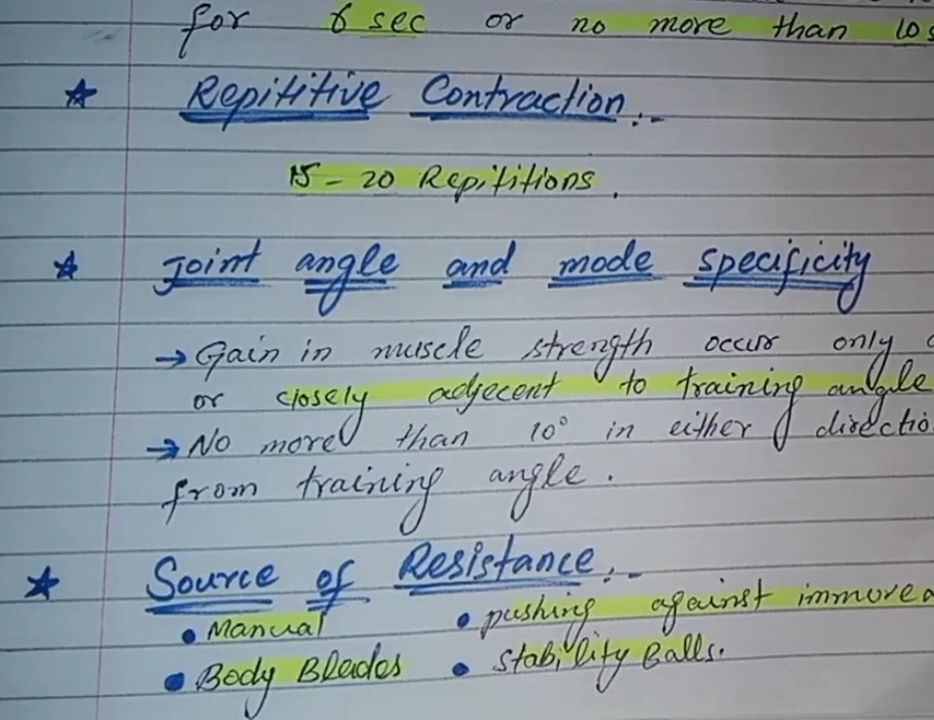 for 6 sec or no more than 10s
Repititive Contraction:-
15-20 Repititions.
Joint angle and mode specificity
→ Gain in muscle strength occur only
or closely adjecent to training angle
→ No more than 10° in either directio
from training angle.
Source of Resistance:-
• Manual • pushing against immovea
• Body Blades • Stability Balls.